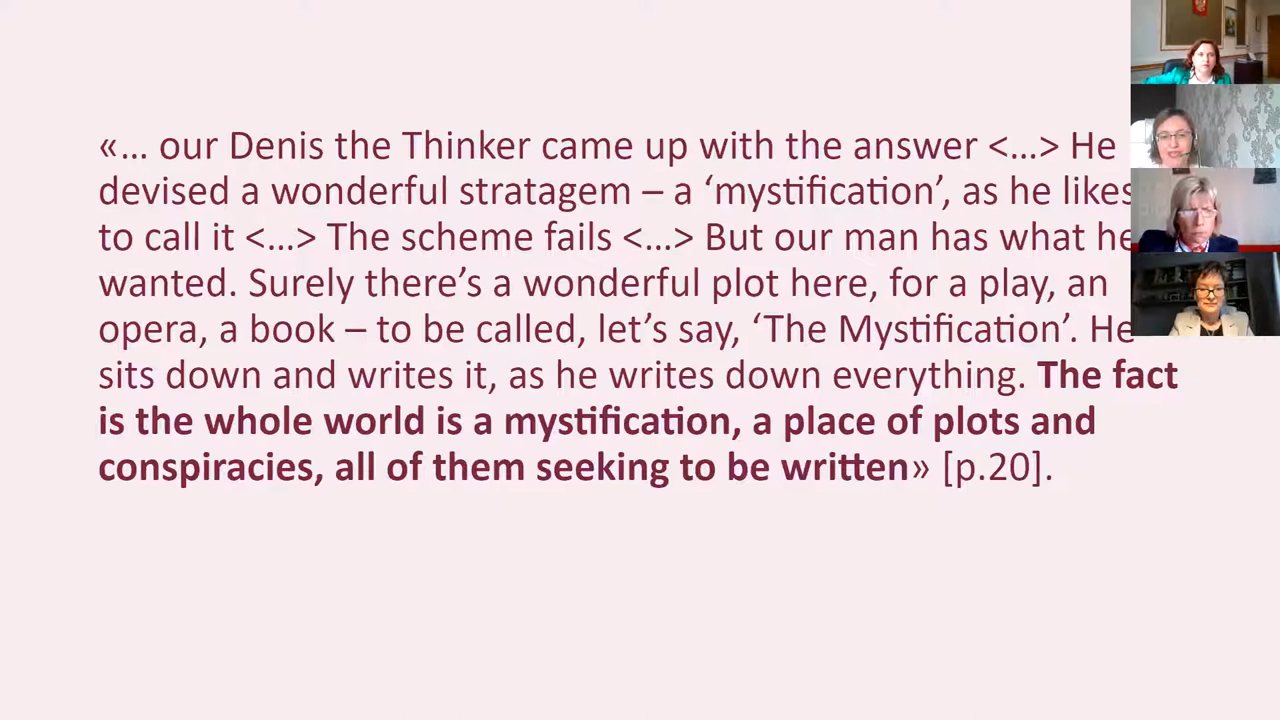 «… our Denis the Thinker came up with the answer <…> He
devised a wonderful stratagem – a ‘mystification’, as he likes
to call it <…> The scheme fails <…> But our man has what he
wanted. Surely there’s a wonderful plot here, for a play, an
opera, a book – to be called, let’s say, ‘The Mystification’. He
sits down and writes it, as he writes down everything. The fact
is the whole world is a mystification, a place of plots and
conspiracies, all of them seeking to be written» [p.20].